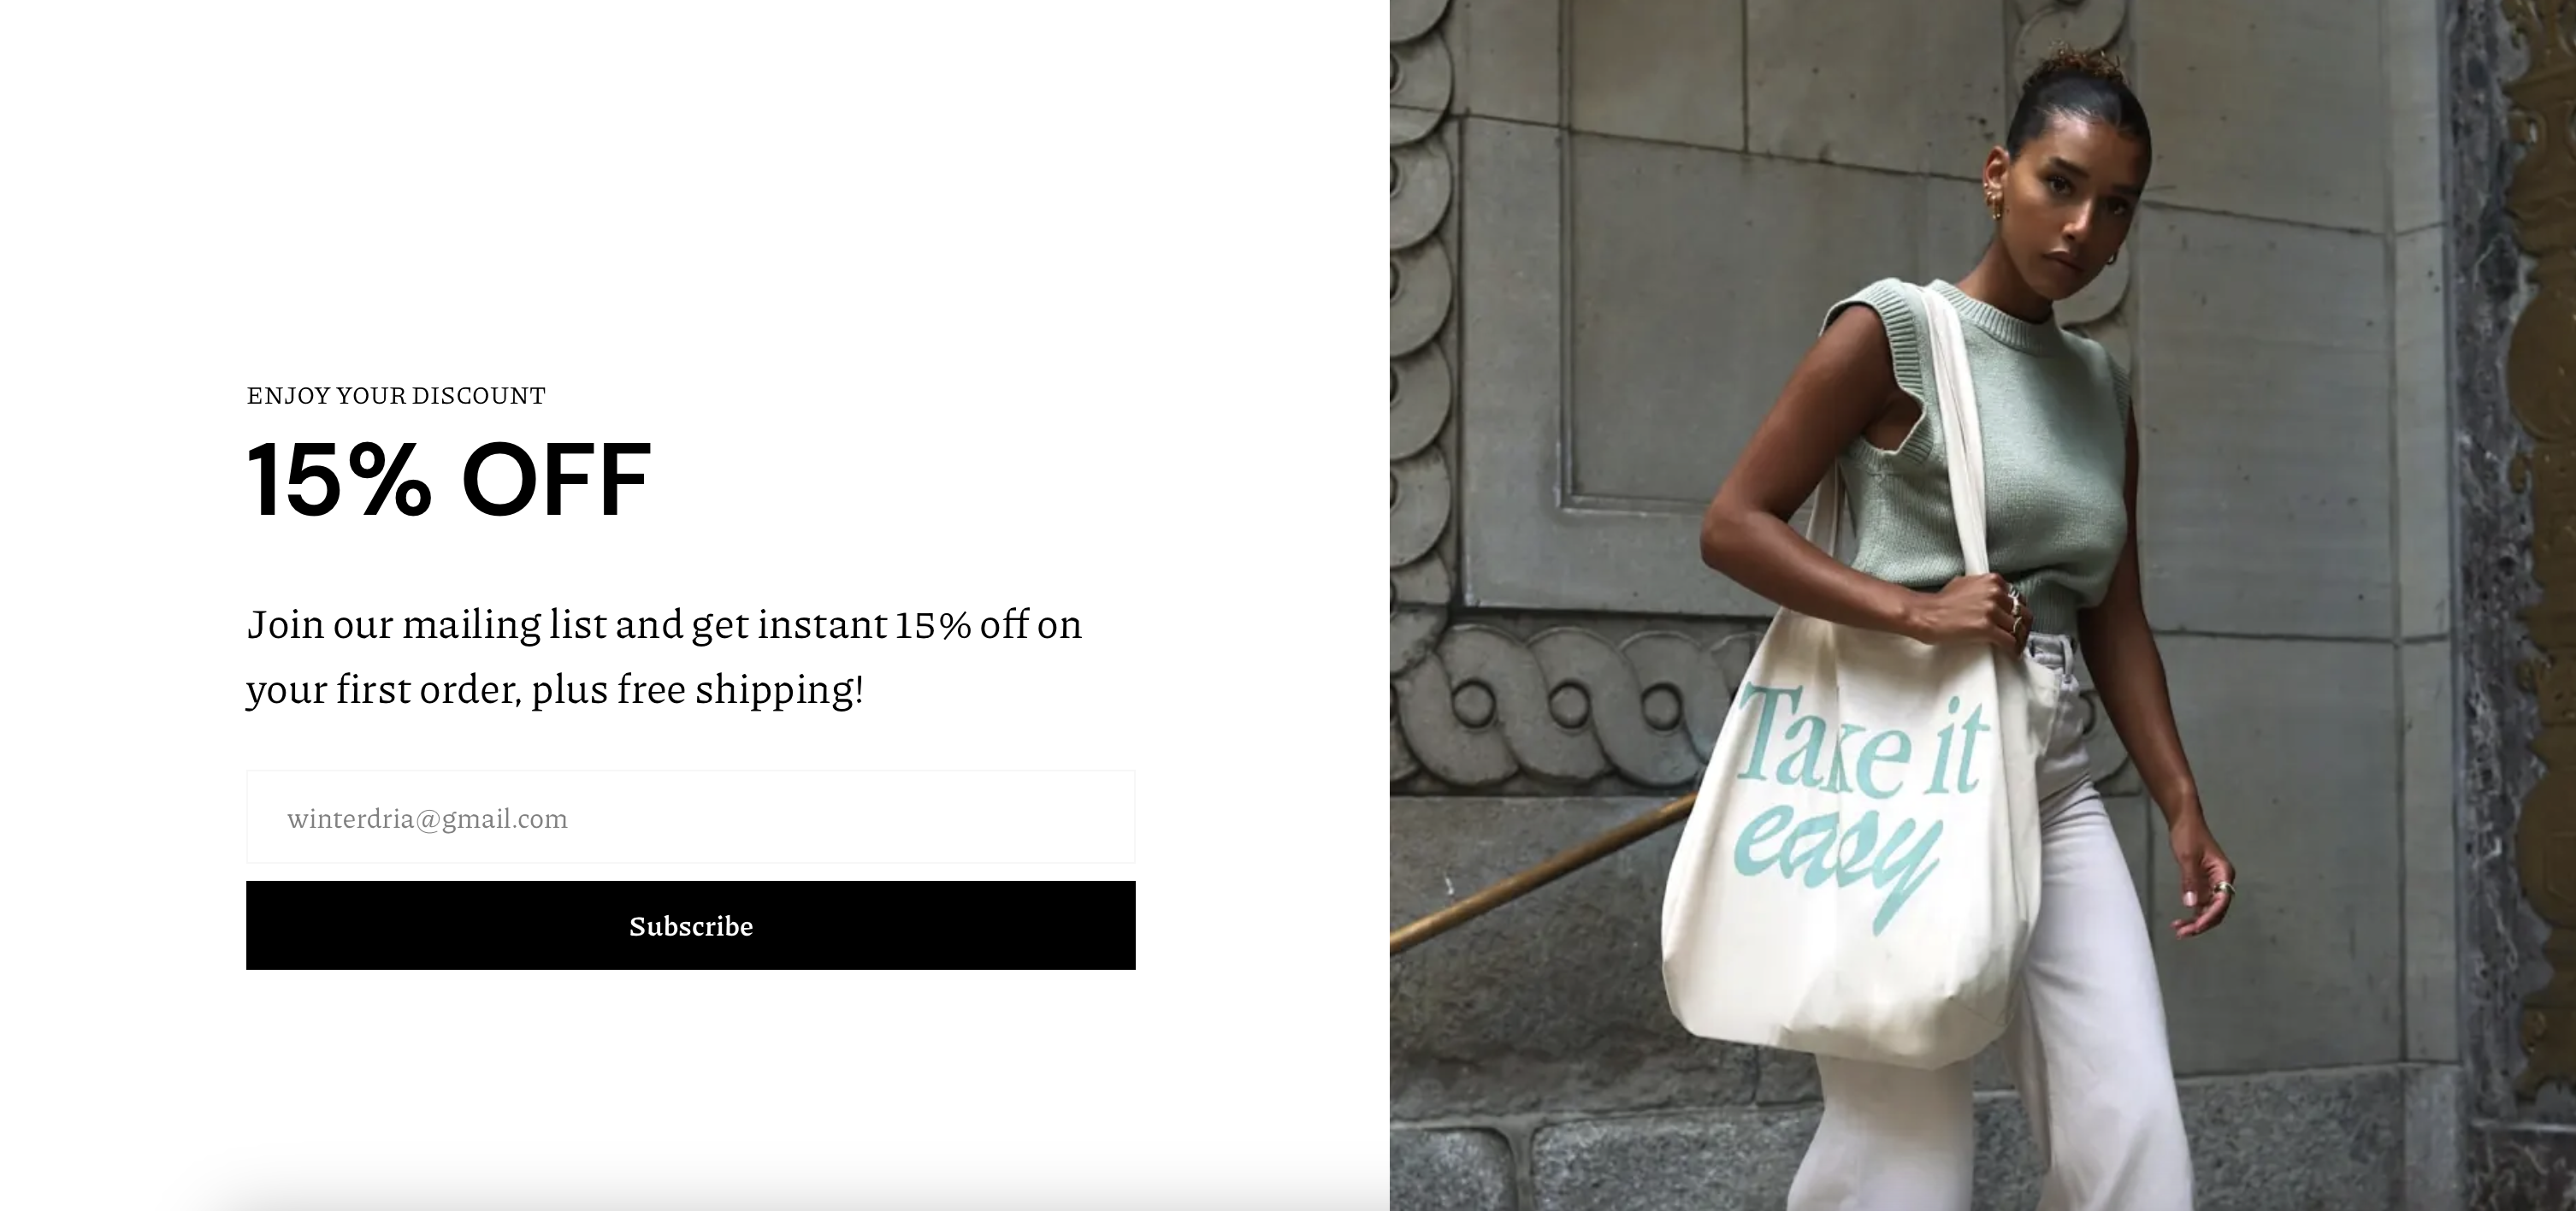 ENJOY YOUR DISCOUNT
15% OFF
Join our mailing list and get instant 15% off on
your first order, plus free shipping!
winterdria@gmail.com
Subscribe
Take it
easy